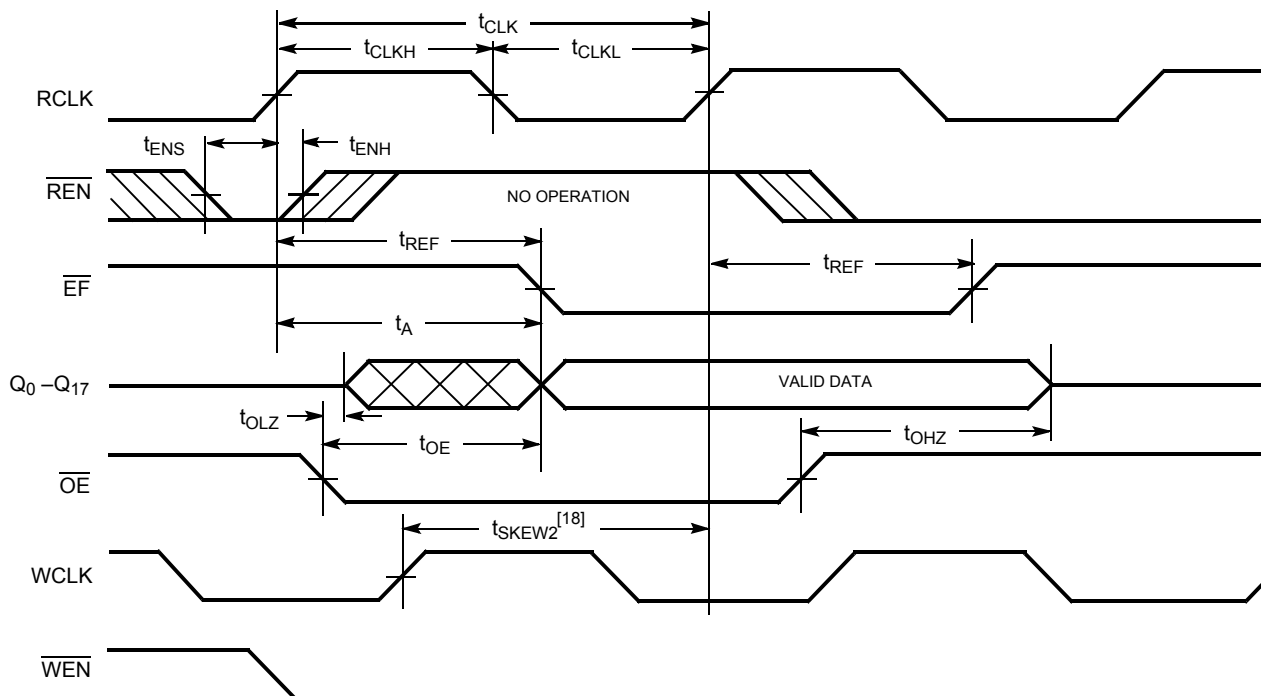 tCLK
tCLKH
tCLKL
RCLK
tENS
tENH
REN
NO OPERATION
tREF
tREF
EF
tA
Q0 –Q17
VALID DATA
tOLZ
tOE
tOHZ
OE
tSKEW2[18]
WCLK
WEN